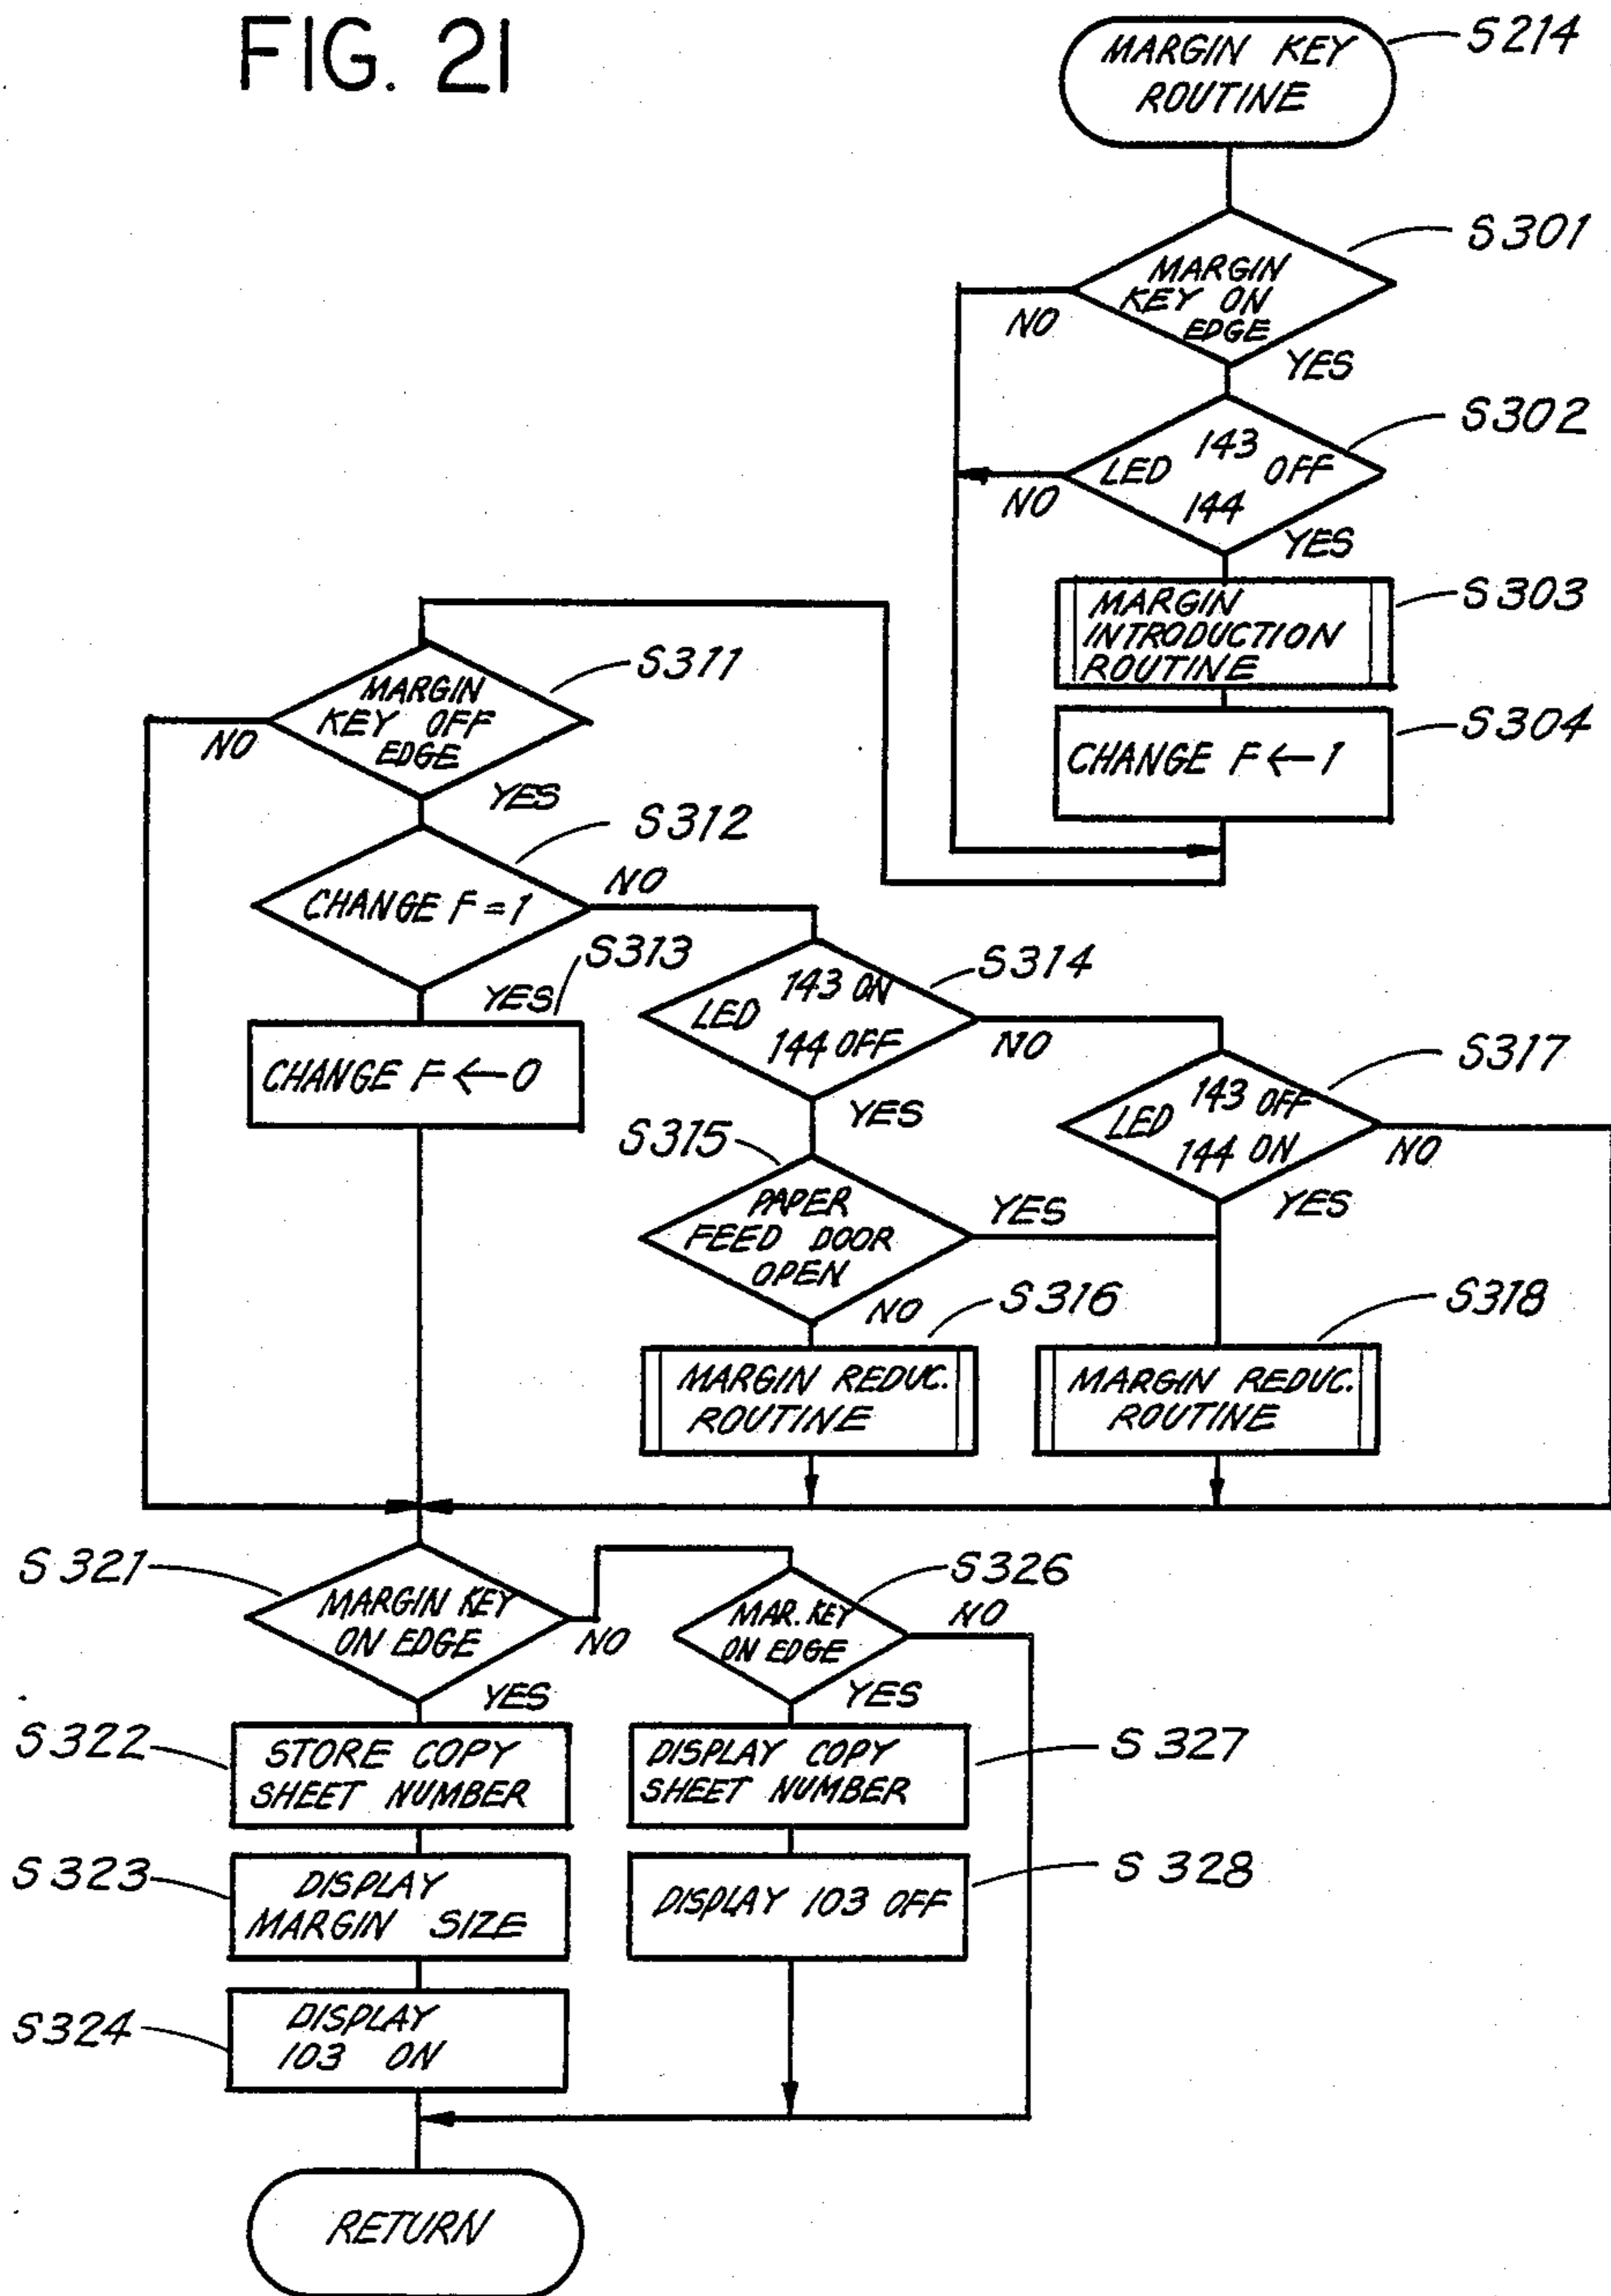 FIG. 21
MARGIN KEY
ROUTINE
S214
MARGIN
KEY ON
EDGE
S301
NO
YES
LED 143 OFF
144
S302
NO
YES
MARGIN
INTRODUCTION
ROUTINE
S303
CHANGE F ← 1
S304
MARGIN
KEY OFF
EDGE
S311
NO
YES
CHANGE F = 1
S312
NO
YES
S313
CHANGE F ← 0
LED 143 ON
144 OFF
S314
NO
YES
S315
PAPER
FEED DOOR
OPEN
YES
NO
S316
MARGIN REDUC.
ROUTINE
LED 143 OFF
144 ON
S317
NO
YES
S318
MARGIN REDUC.
ROUTINE
S321
MARGIN KEY
ON EDGE
NO
YES
S326
MAR. KEY
ON EDGE
NO
YES
S322
STORE COPY
SHEET NUMBER
DISPLAY COPY
SHEET NUMBER
S327
S323
DISPLAY
MARGIN SIZE
DISPLAY 103 OFF
S328
S324
DISPLAY
103 ON
RETURN